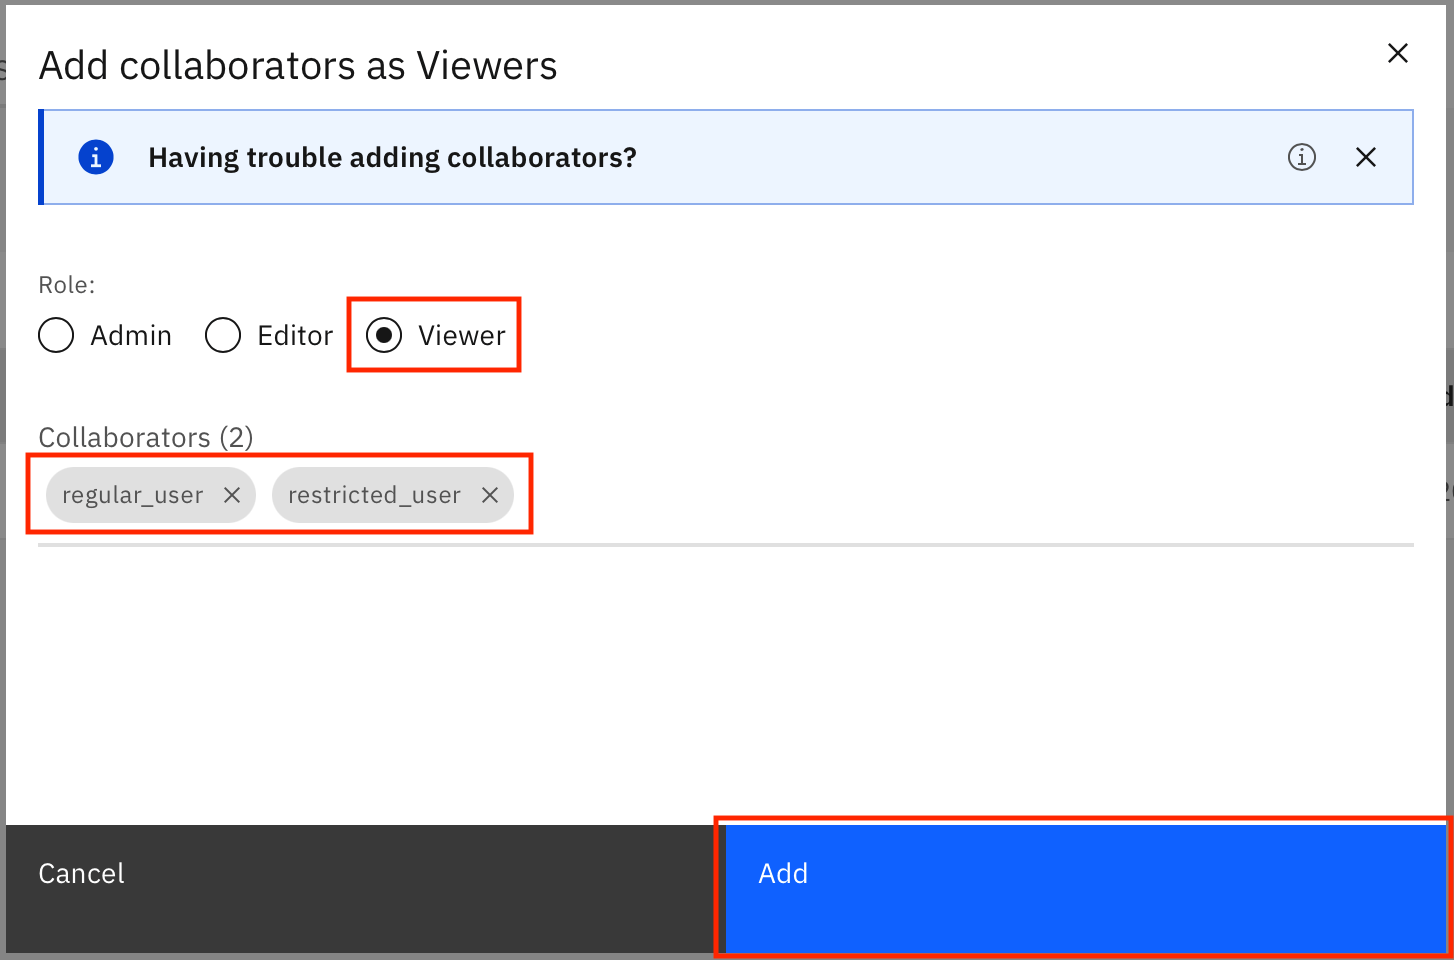 Add collaborators as Viewers
Having trouble adding collaborators?
Role:
Admin Editor Viewer
Collaborators (2)
regular_user restricted_user
Cancel Add